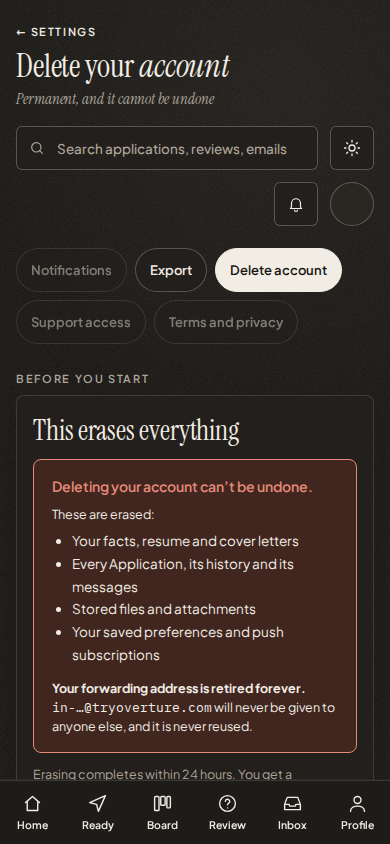 ← SETTINGS
Delete your account
Permanent, and it cannot be undone
Search applications, reviews, emails
Notifications
Export
Delete account
Support access
Terms and privacy
BEFORE YOU START
This erases everything
Deleting your account can’t be undone.
These are erased:
• Your facts, resume and cover letters
• Every Application, its history and its
messages
• Stored files and attachments
• Your saved preferences and push
subscriptions
Your forwarding address is retired forever.
in-…@tryoverture.com will never be given to
anyone else, and it is never reused.
Erasing completes within 24 hours. You get a
Home
Ready
Board
Review
Inbox
Profile